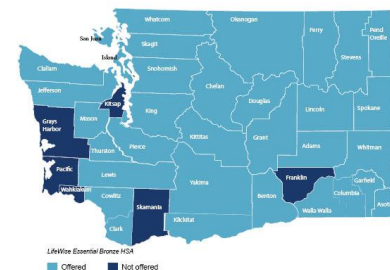 Whatcom
Okanogan
Ferry
Pend
Oreille
San Juan
Skagit
Stevens
Island
Snohomish
Clallam
Chelan
Jefferson
Kitsap
Douglas
Lincoln
Spokane
Grays
Harbor
Mason
King
Kittitas
Grant
Adams
Whitman
Thurston
Pierce
Pacific
Lewis
Yakima
Franklin
Garfield
Wahkiakum
Cowlitz
Skamania
Benton
Columbia
Walla Walla
Asotin
Clark
Klickitat
LifeWise Essential Bronze HSA
Offered
Not offered